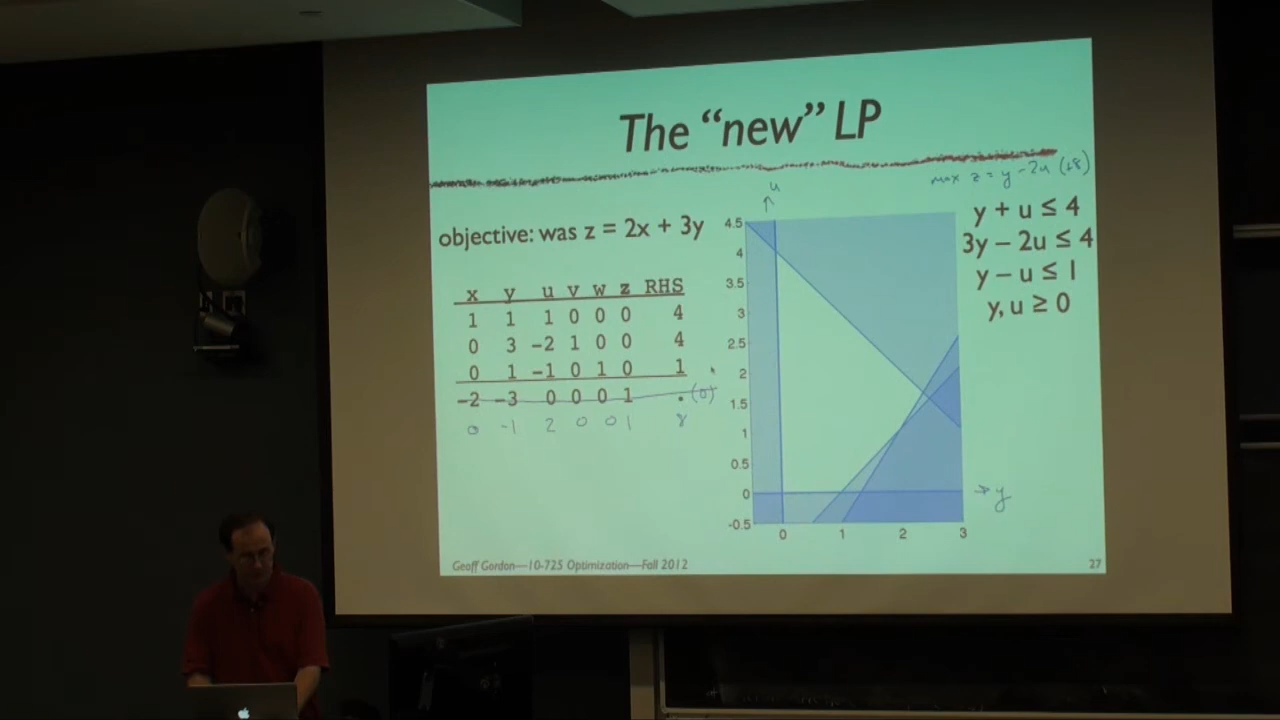 The “new” LP
max z = y - 2u (+8)
objective: was z = 2x + 3y
x y u v w z RHS
1 1 1 0 0 0 4
0 3 -2 1 0 0 4
0 1 -1 0 1 0 1
-2 -3 0 0 0 1 (0)
0 -1 2 0 0 1 8
u
4.5
4
3.5
3
2.5
2
1.5
1
0.5
0
-0.5
0 1 2 3
y
y + u ≤ 4
3y – 2u ≤ 4
y – u ≤ 1
y, u ≥ 0
Geoff Gordon—10-725 Optimization—Fall 2012
27